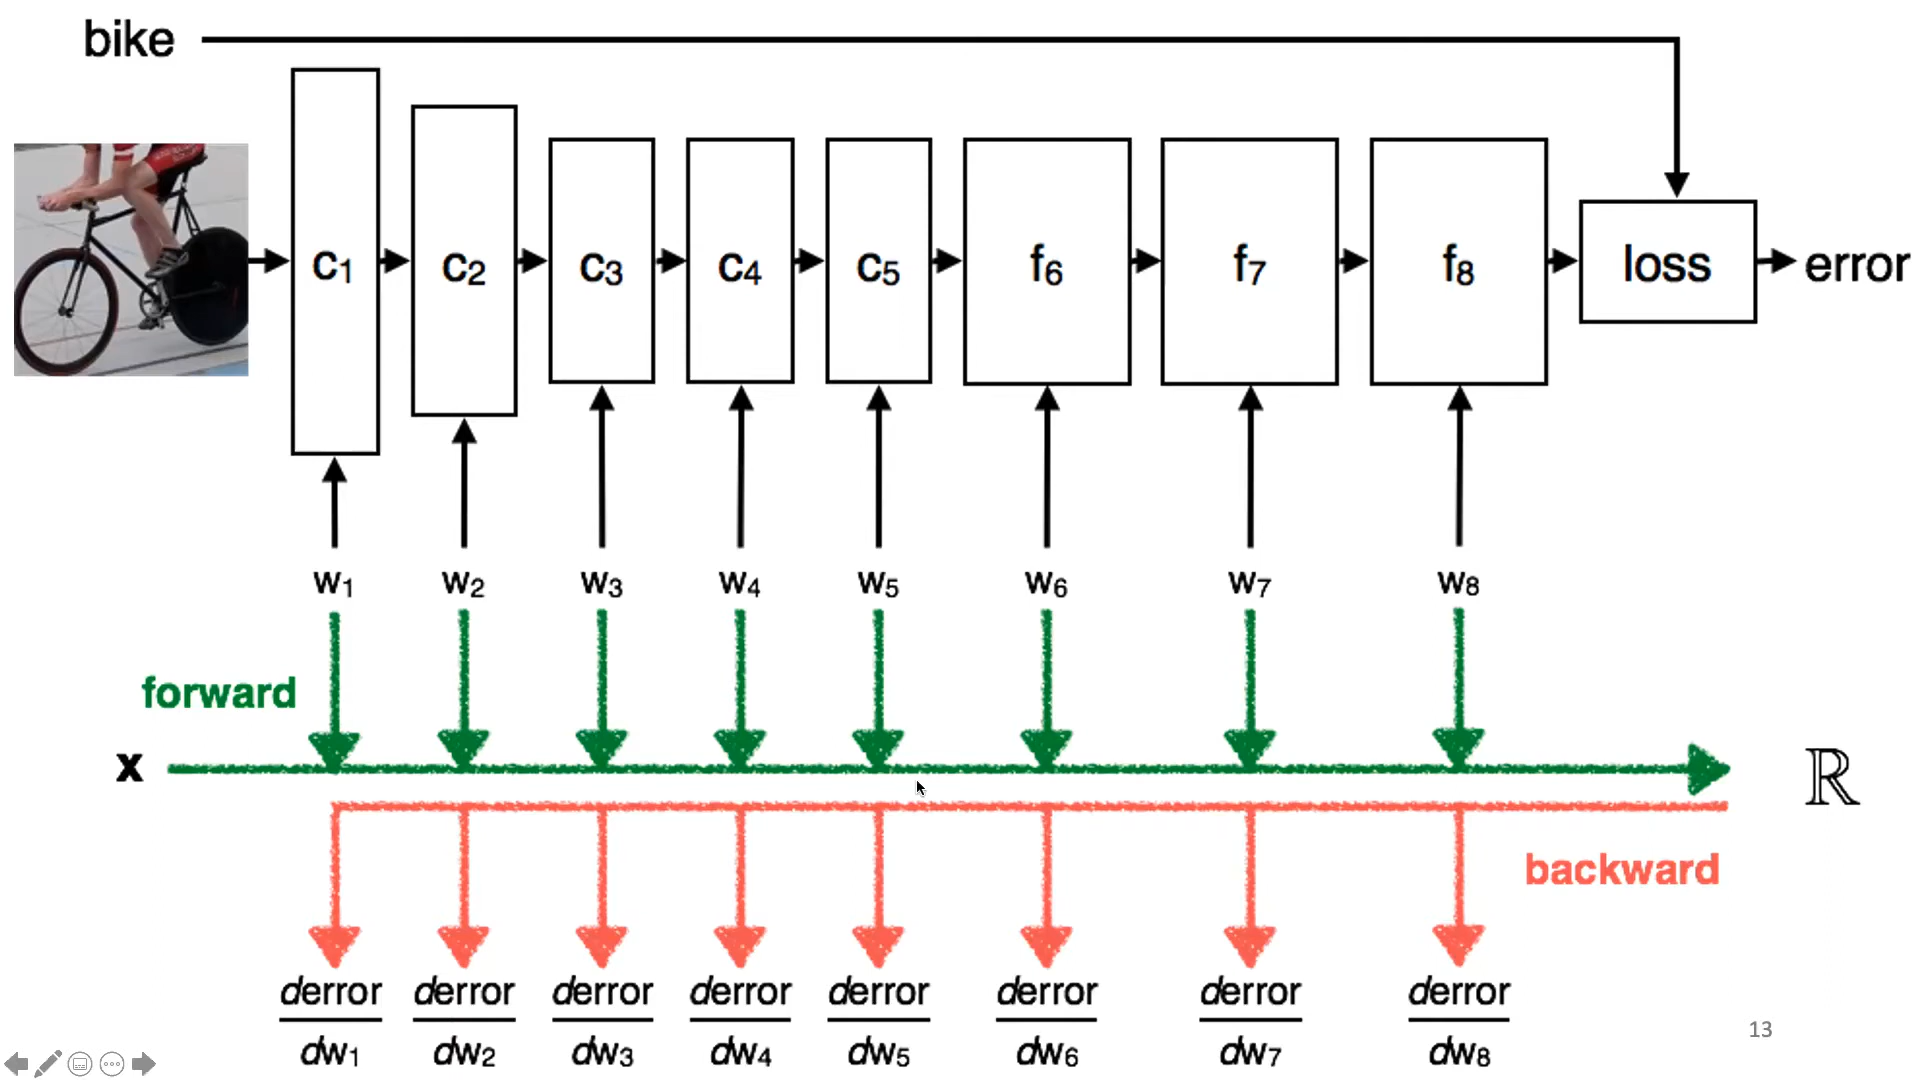 bike
c1 c2 c3 c4 c5 f6 f7 f8 loss error
w1 w2 w3 w4 w5 w6 w7 w8
forward
x ℝ
backward
derror derror derror derror derror derror derror derror
dw1 dw2 dw3 dw4 dw5 dw6 dw7 dw8
13